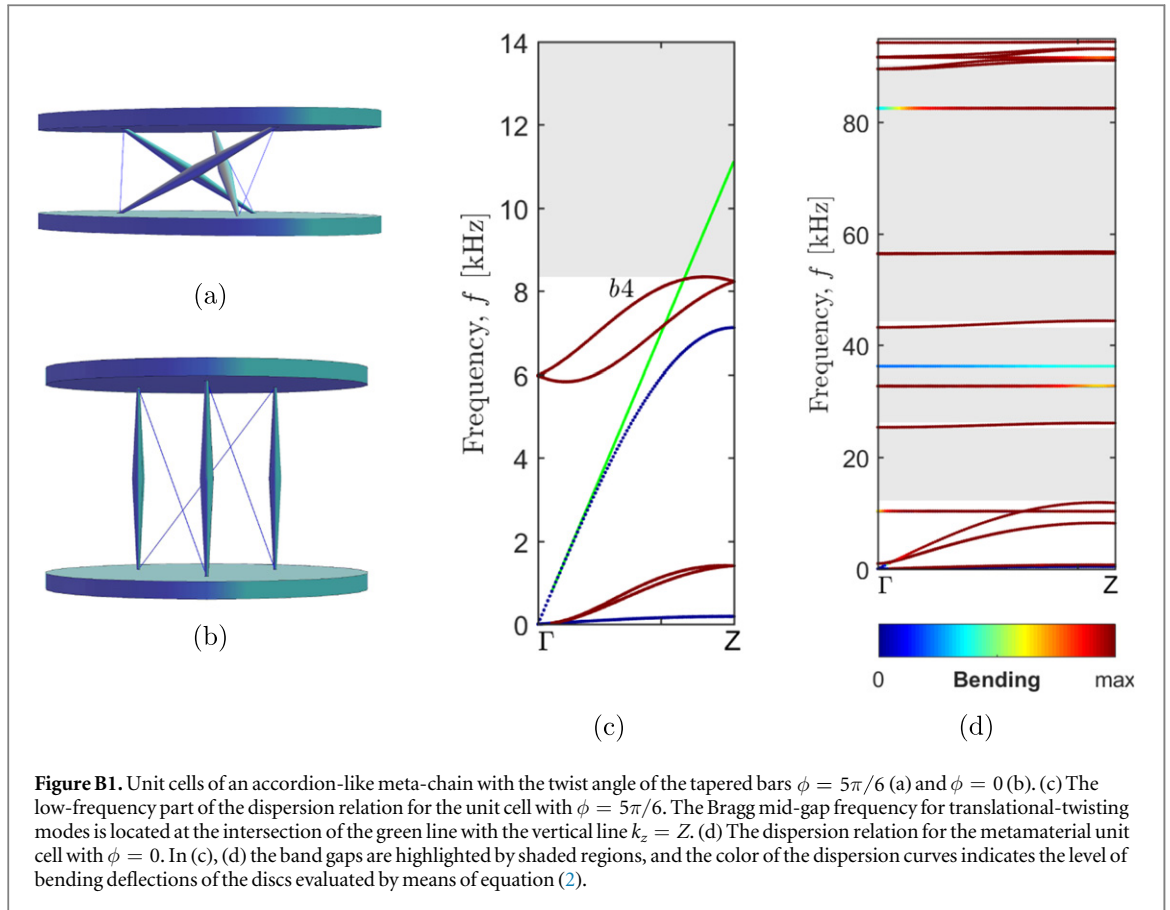 (a)
(b)
14
12
10
8
6
4
2
0
Frequency, f [kHz]
b4
Γ
Z
(c)
80
60
40
20
0
Frequency, f [kHz]
Γ
Z
0
Bending
max
(d)
Figure B1. Unit cells of an accordion-like meta-chain with the twist angle of the tapered bars ϕ = 5π/6 (a) and ϕ = 0 (b). (c) The
low-frequency part of the dispersion relation for the unit cell with ϕ = 5π/6. The Bragg mid-gap frequency for translational-twisting
modes is located at the intersection of the green line with the vertical line k_z = Z. (d) The dispersion relation for the metamaterial unit
cell with ϕ = 0. In (c), (d) the band gaps are highlighted by shaded regions, and the color of the dispersion curves indicates the level of
bending deflections of the discs evaluated by means of equation (2).